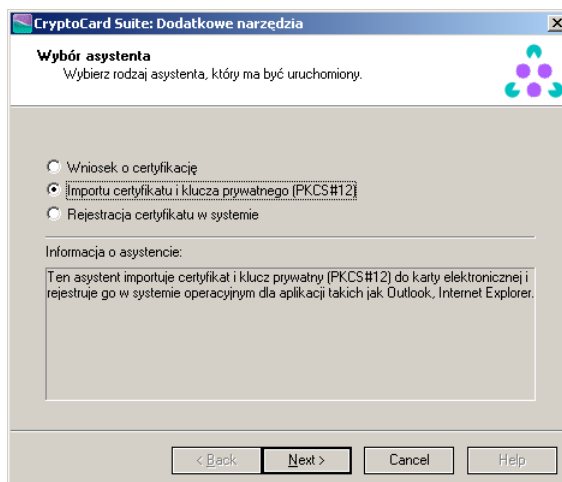 CryptoCard Suite: Dodatkowe narzędzia
Wybór asystenta
Wybierz rodzaj asystenta, który ma być uruchomiony.
Wniosek o certyfikację
Importu certyfikatu i klucza prywatnego (PKCS#12)
Rejestracja certyfikatu w systemie
Informacja o asystencie:
Ten asystent importuje certyfikat i klucz prywatny (PKCS#12) do karty elektronicznej i
rejestruje go w systemie operacyjnym dla aplikacji takich jak Outlook, Internet Explorer.
< Back Next > Cancel Help